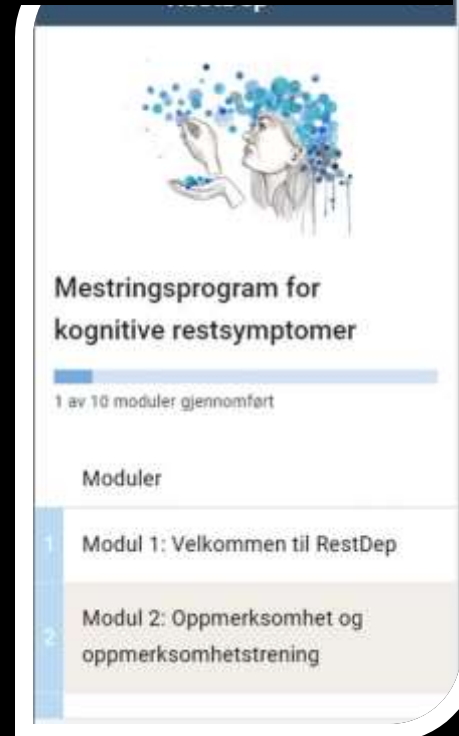 Mestringsprogram for
kognitive restsymptomer
1 av 10 moduler gjennomført
Moduler
1 Modul 1: Velkommen til RestDep
2 Modul 2: Oppmerksomhet og
oppmerksomhetstrening